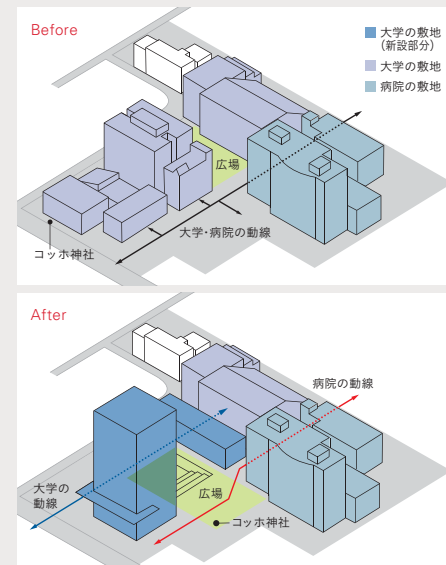 Before
大学の敷地
(新設部分)
大学の敷地
病院の敷地
広場
大学・病院の動線
コッホ神社
After
病院の動線
大学の
動線
広場
コッホ神社